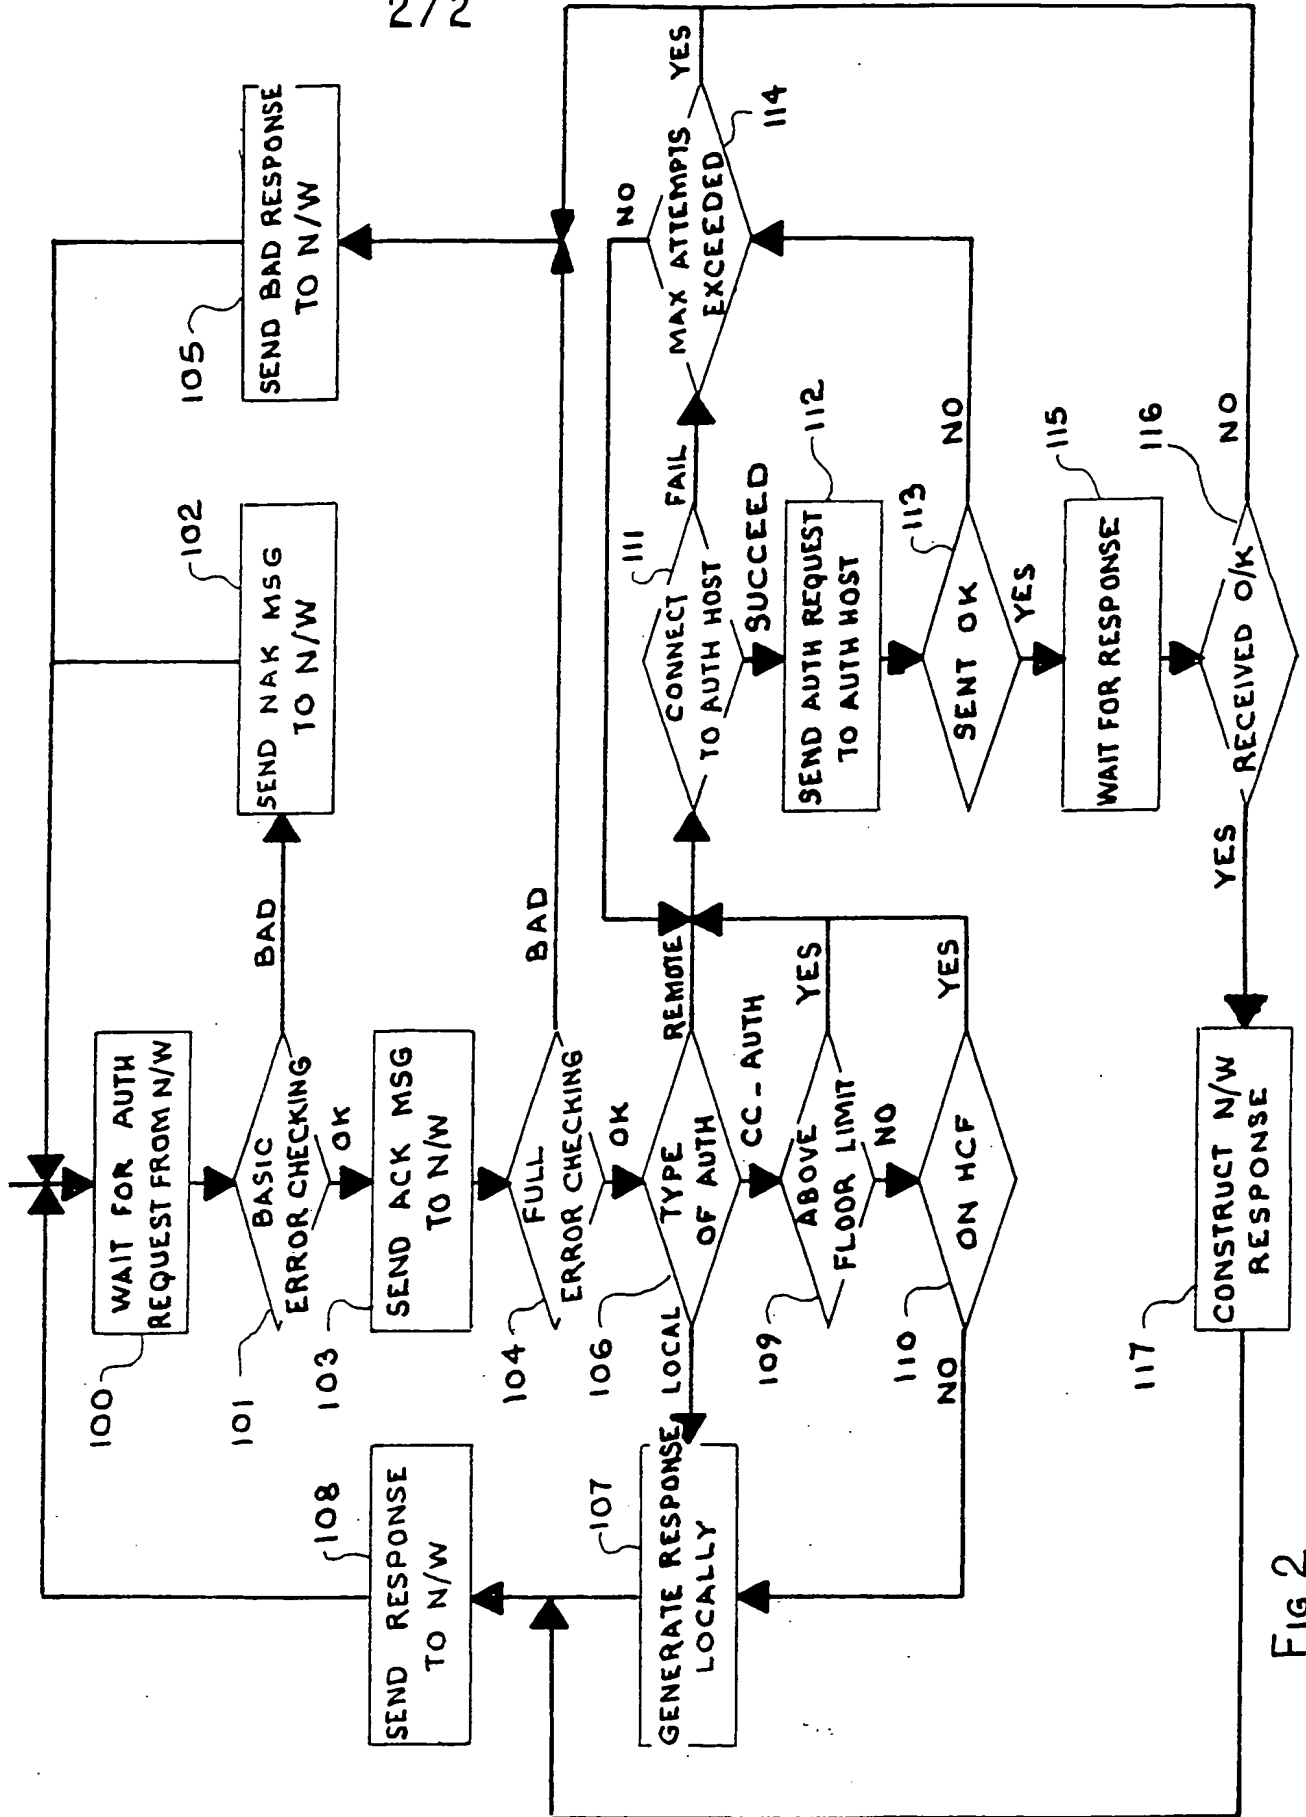 2/2
100
WAIT FOR AUTH
REQUEST FROM N/W
101
BASIC
ERROR CHECKING
BAD
OK
102
SEND NAK MSG
TO N/W
103
SEND ACK MSG
TO N/W
104
FULL
ERROR CHECKING
BAD
OK
105
SEND BAD RESPONSE
TO N/W
106
TYPE
OF AUTH
LOCAL
REMOTE
CC_AUTH
107
GENERATE RESPONSE
LOCALLY
108
SEND RESPONSE
TO N/W
109
ABOVE
FLOOR LIMIT
YES
NO
110
ON HCF
YES
NO
111
CONNECT
TO AUTH HOST
FAIL
SUCCEED
112
SEND AUTH REQUEST
TO AUTH HOST
113
SENT OK
NO
YES
114
MAX ATTEMPTS
EXCEEDED
NO
YES
115
WAIT FOR RESPONSE
116
RECEIVED O/K
NO
YES
117
CONSTRUCT N/W
RESPONSE
FIG 2